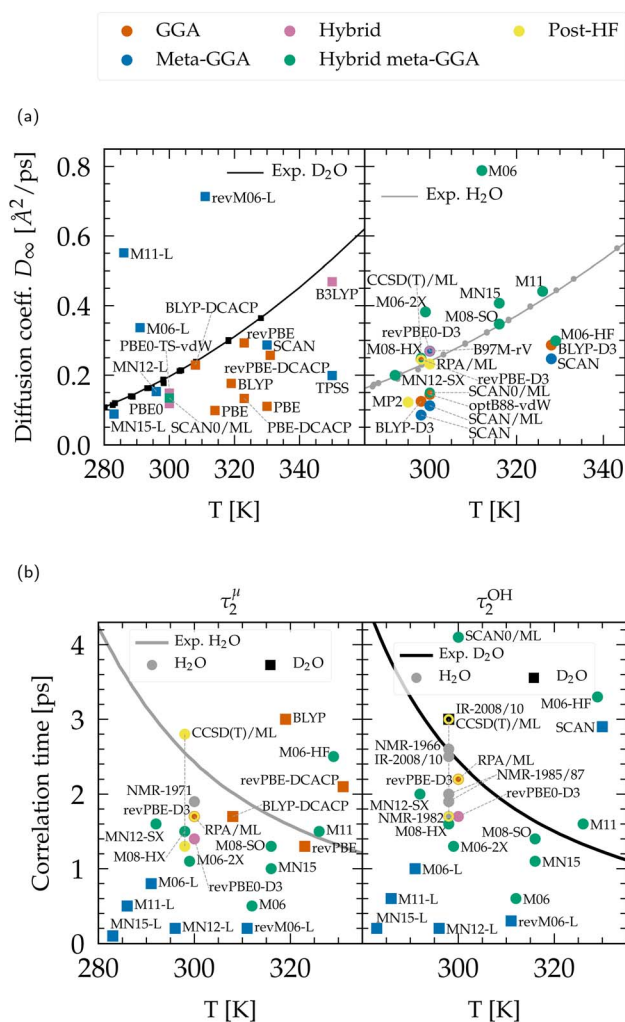 GGA
Hybrid
Post-HF
Meta-GGA
Hybrid meta-GGA
(a)
Diffusion coeff. D∞ [Å²/ps]
0.8
0.6
0.4
0.2
0.0
Exp. D₂O
revM06-L
M11-L
B3LYP
BLYP-DCACP
M06-L
PBE0-TS-vdW
revPBE
SCAN
MN12-L
revPBE-DCACP
BLYP
TPSS
PBE0
PBE
PBE
MN15-L
SCAN0/ML
PBE-DCACP
280
300
320
340
T [K]
M06
Exp. H₂O
CCSD(T)/ML
M06-2X
MN15
M11
revPBE0-D3
M08-SO
M06-HF
M08-HX
B97M-rV
BLYP-D3
RPA/ML
SCAN
MN12-SX
revPBE-D3
SCAN0/ML
MP2
optB88-vdW
SCAN/ML
BLYP-D3
SCAN
300
320
340
T [K]
(b)
τ₂^μ
τ₂^OH
Correlation time [ps]
4
3
2
1
0
Exp. H₂O
H₂O
D₂O
BLYP
CCSD(T)/ML
M06-HF
NMR-1971
revPBE-DCACP
revPBE-D3
BLYP-DCACP
RPA/ML
MN12-SX
M11
M08-SO
revPBE
M08-HX
M06-2X
MN15
M06-L
revPBE0-D3
M11-L
M06
MN15-L
MN12-L
revM06-L
280
300
320
T [K]
SCAN0/ML
Exp. D₂O
H₂O
D₂O
M06-HF
IR-2008/10
CCSD(T)/ML
SCAN
NMR-1966
IR-2008/10
RPA/ML
revPBE-D3
NMR-1985/87
MN12-SX
revPBE0-D3
NMR-1982
M08-HX
M08-SO
M11
M06-2X
MN15
M06-L
M11-L
M06
MN15-L
MN12-L
revM06-L
300
320
T [K]